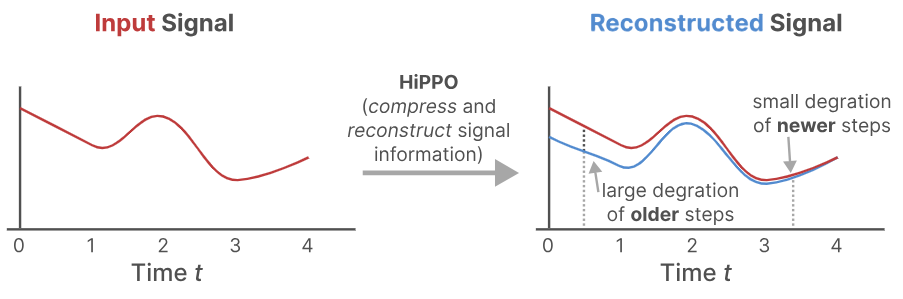 Input Signal
0 1 2 3 4
Time t
HiPPO
(compress and
reconstruct signal
information)
Reconstructed Signal
small degration
of newer steps
large degration
of older steps
0 1 2 3 4
Time t